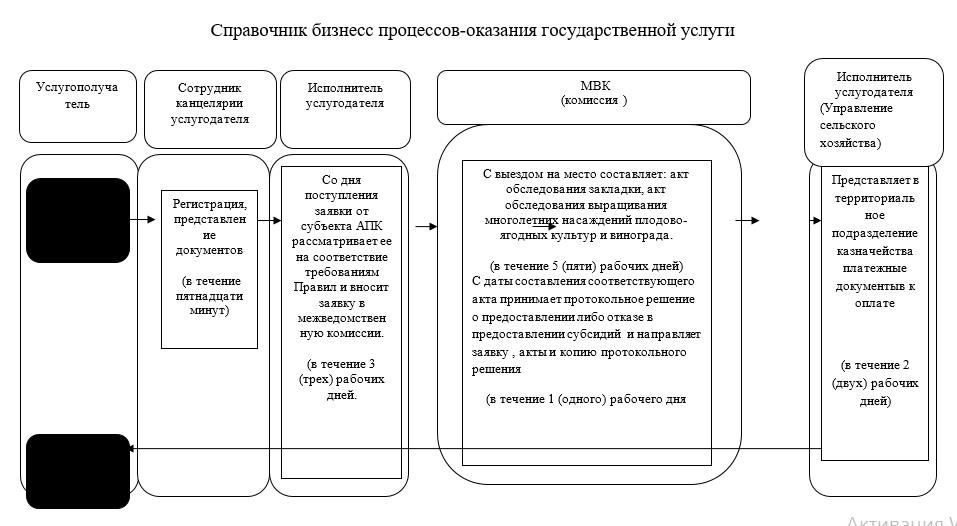 Справочник бизнесс процессов-оказания государственной услуги
Услугополуча
тель
Сотрудник
канцелярии
услугодателя
Исполнитель
услугодателя
МВК
(комиссия )
Исполнитель
услугодателя
(Управление
сельского
хозяйства)
Регистрация,
представлен
ие
документов
(в течение
пятнадцати
минут)
Со дня
поступления
заявки от
субъекта АПК
рассматривает ее
на соответствие
требованиям
Правил и вносит
заявку в
межведомствен
ную комиссии.
(в течение 3
(трех) рабочих
дней.
С выездом на место составляет: акт
обследования закладки, акт
обследования выращивания
многолетних насаждений плодово-
ягодных культур и винограда.
(в течение 5 (пяти) рабочих дней)
С даты составления соответствующего
акта принимает протокольное решение
о предоставлении либо отказе в
предоставлении субсидий и направляет
заявку , акты и копию протокольного
решения
(в течение 1 (одного) рабочего дня
Представляет в
территориаль
ное
подразделение
казначейства
платежные
документыв к
оплате
(в течение 2
(двух) рабочих
дней)
Активация